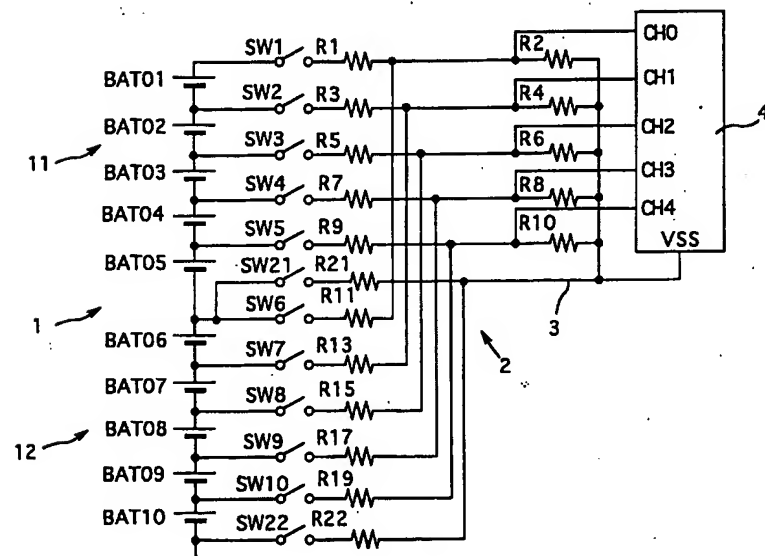 SW1 R1 R2 CH0
BAT01
SW2 R3 R4 CH1
BAT02
SW3 R5 R6 CH2 4
11
BAT03
SW4 R7 R8 CH3
BAT04
SW5 R9 R10 CH4
BAT05
SW21 R21 VSS
1 SW6 R11 3
BAT06
SW7 R13 2
BAT07
SW8 R15
12 BAT08
SW9 R17
BAT09
SW10 R19
BAT10
SW22 R22